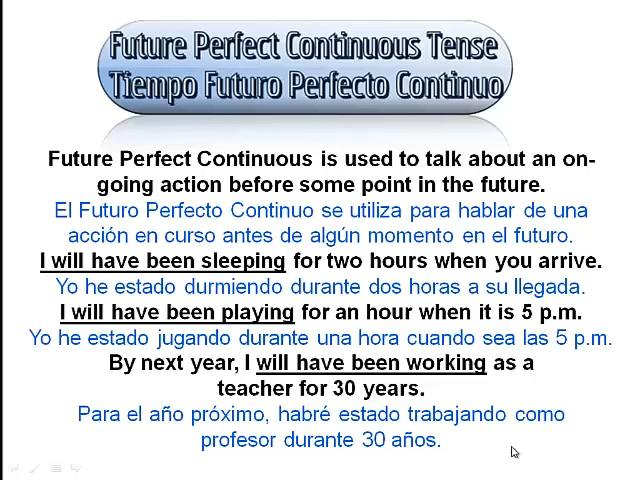 Future Perfect Continuous Tense
Tiempo Futuro Perfecto Continuo
Future Perfect Continuous is used to talk about an on-
going action before some point in the future.
El Futuro Perfecto Continuo se utiliza para hablar de una
acción en curso antes de algún momento en el futuro.
I will have been sleeping for two hours when you arrive.
Yo he estado durmiendo durante dos horas a su llegada.
I will have been playing for an hour when it is 5 p.m.
Yo he estado jugando durante una hora cuando sea las 5 p.m.
By next year, I will have been working as a
teacher for 30 years.
Para el año próximo, habré estado trabajando como
profesor durante 30 años.